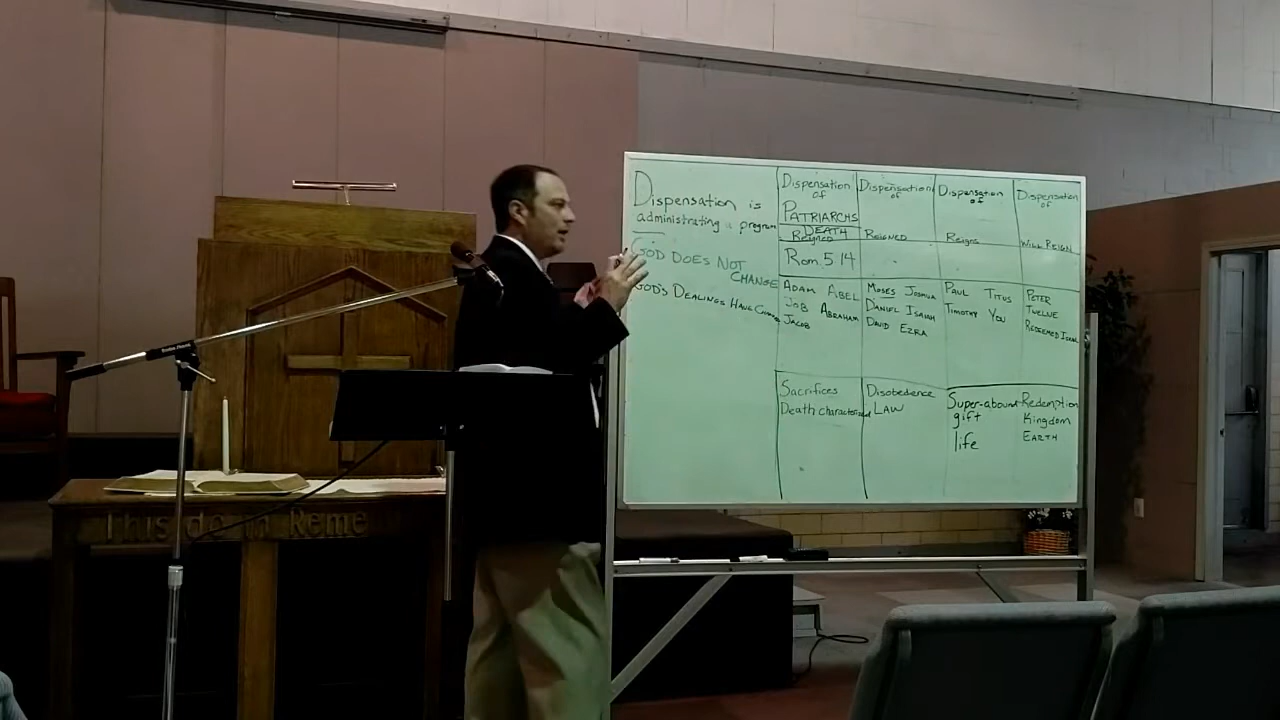 Dispensation is
administrating a program
GOD DOES NOT
CHANGE
GOD'S DEALINGS HAVE
Dispensation
of
PATRIARCHS
DEATH
Reigned
Rom 5 14
ADAM ABEL
JOB ABRAHAM
JACOB
Sacrifices
Death characterized
Dispensation
of
REIGNED
MOSES JOSHUA
DANIEL ISAIAH
DAVID EZRA
Disobedience
LAW
Dispensation
of
Reigns
PAUL TITUS
TIMOTHY YOU
Super-abound
gift
life
Dispensation
of
WILL REIGN
PETER
TWELVE
REDEEMED
Redemption
Kingdom
EARTH
This do in Reme